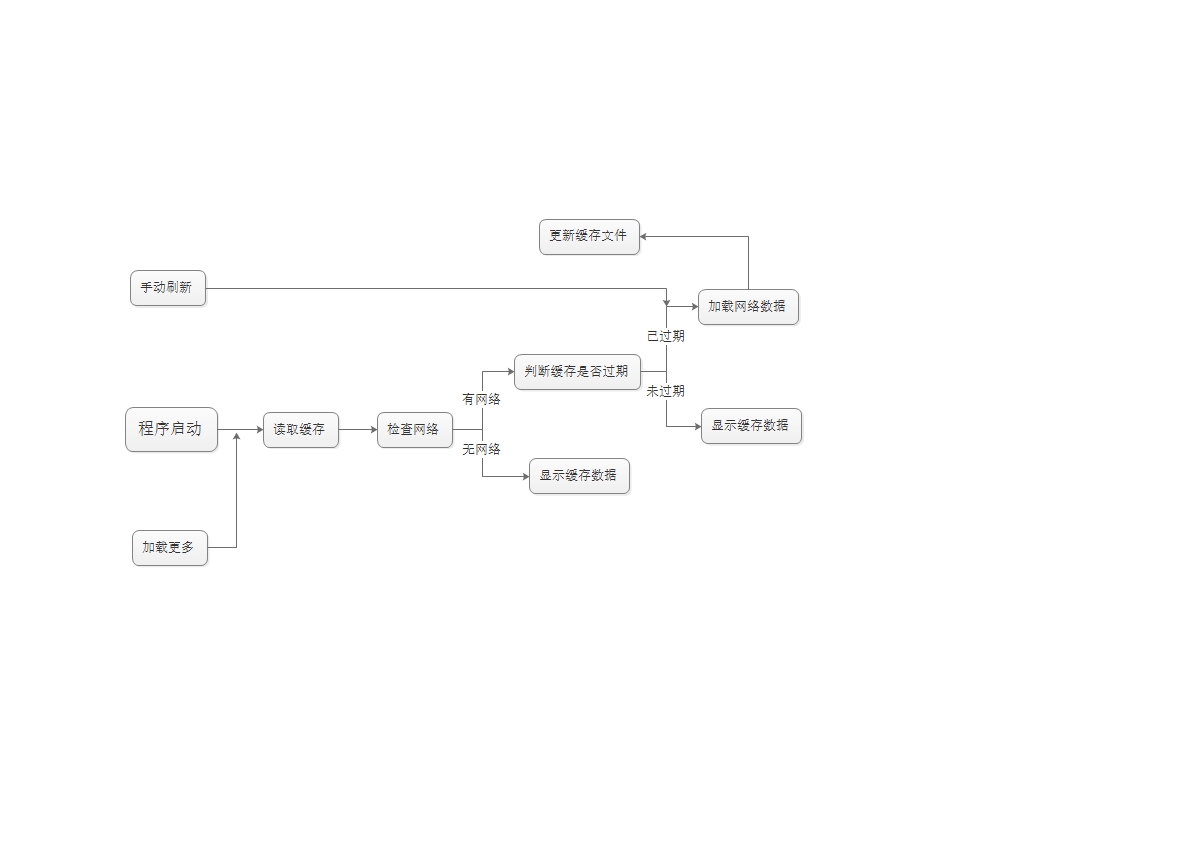 更新缓存文件
手动刷新
加载网络数据
已过期
判断缓存是否过期
未过期
有网络
程序启动
读取缓存
检查网络
显示缓存数据
无网络
显示缓存数据
加载更多